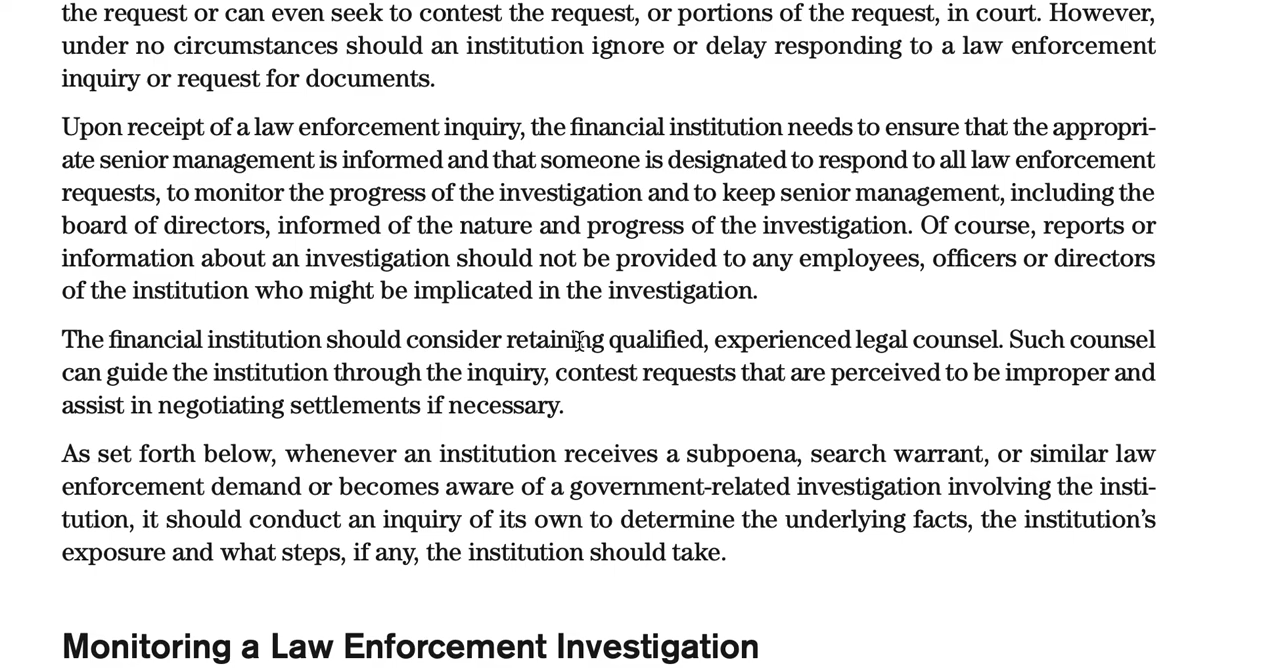 the request or can even seek to contest the request, or portions of the request, in court. However,
under no circumstances should an institution ignore or delay responding to a law enforcement
inquiry or request for documents.
Upon receipt of a law enforcement inquiry, the financial institution needs to ensure that the appropri-
ate senior management is informed and that someone is designated to respond to all law enforcement
requests, to monitor the progress of the investigation and to keep senior management, including the
board of directors, informed of the nature and progress of the investigation. Of course, reports or
information about an investigation should not be provided to any employees, officers or directors
of the institution who might be implicated in the investigation.
The financial institution should consider retaining qualified, experienced legal counsel. Such counsel
can guide the institution through the inquiry, contest requests that are perceived to be improper and
assist in negotiating settlements if necessary.
As set forth below, whenever an institution receives a subpoena, search warrant, or similar law
enforcement demand or becomes aware of a government-related investigation involving the insti-
tution, it should conduct an inquiry of its own to determine the underlying facts, the institution’s
exposure and what steps, if any, the institution should take.
Monitoring a Law Enforcement Investigation